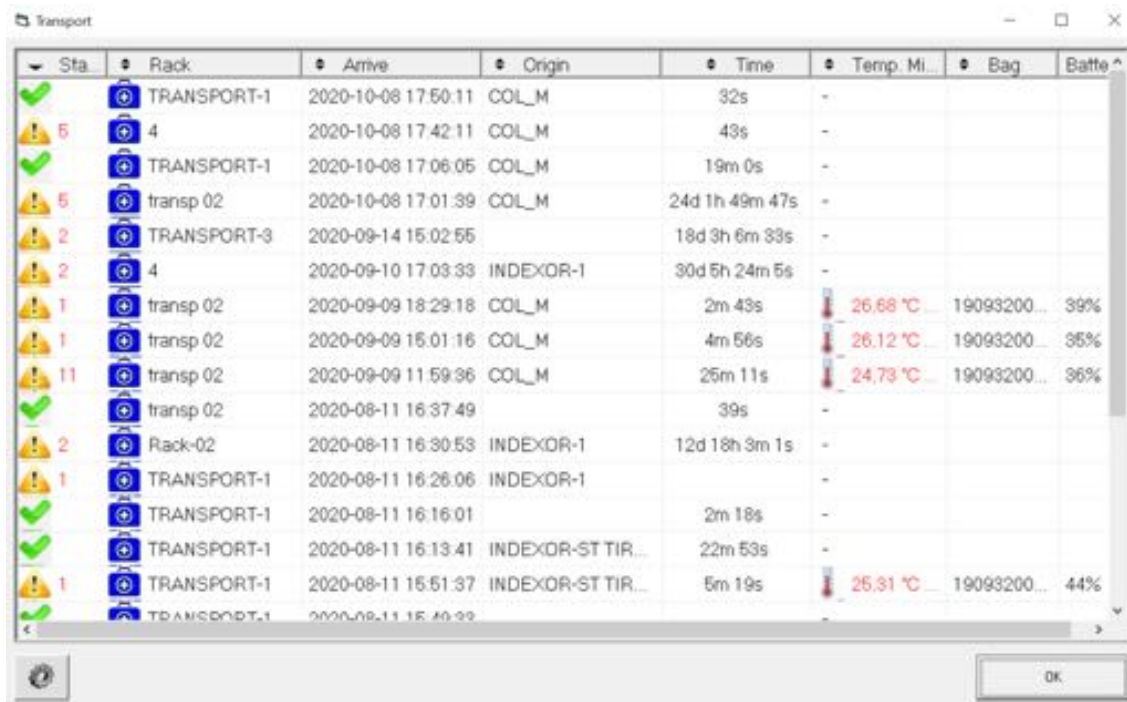 Transport
Sta... Rack Arrive Origin Time Temp. Mi... Bag Batte
TRANSPORT-1 2020-10-08 17:50:11 COL_M 32s -
5 4 2020-10-08 17:42:11 COL_M 43s -
TRANSPORT-1 2020-10-08 17:06:05 COL_M 19m 0s -
5 transp 02 2020-10-08 17:01:39 COL_M 24d 1h 49m 47s -
2 TRANSPORT-3 2020-09-14 15:02:55 18d 3h 6m 33s -
2 4 2020-09-10 17:03:33 INDEXOR-1 30d 5h 24m 5s -
1 transp 02 2020-09-09 18:29:18 COL_M 2m 43s 26,68 °C ... 19093200... 39%
1 transp 02 2020-09-09 15:01:16 COL_M 4m 56s 26,12 °C ... 19093200... 35%
11 transp 02 2020-09-09 11:59:36 COL_M 25m 11s 24,73 °C ... 19093200... 36%
transp 02 2020-08-11 16:37:49 39s -
2 Rack-02 2020-08-11 16:30:53 INDEXOR-1 12d 18h 3m 1s -
1 TRANSPORT-1 2020-08-11 16:26:06 INDEXOR-1 -
TRANSPORT-1 2020-08-11 16:16:01 2m 18s -
TRANSPORT-1 2020-08-11 16:13:41 INDEXOR-ST TIR... 22m 53s -
1 TRANSPORT-1 2020-08-11 15:51:37 INDEXOR-ST TIR... 5m 19s 25,31 °C ... 19093200... 44%
TRANSPORT-1 2020-08-11 -
OK